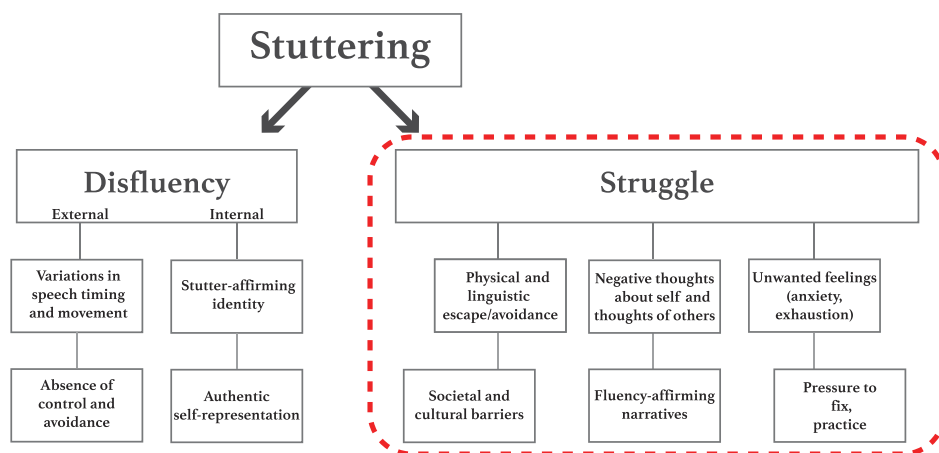 Stuttering
Disfluency
External
Internal
Struggle
Variations in
speech timing
and movement
Stutter-affirming
identity
Physical and
linguistic
escape/avoidance
Negative thoughts
about self and
thoughts of others
Unwanted feelings
(anxiety,
exhaustion)
Absence of
control and
avoidance
Authentic
self-representation
Societal and
cultural barriers
Fluency-affirming
narratives
Pressure to
fix,
practice